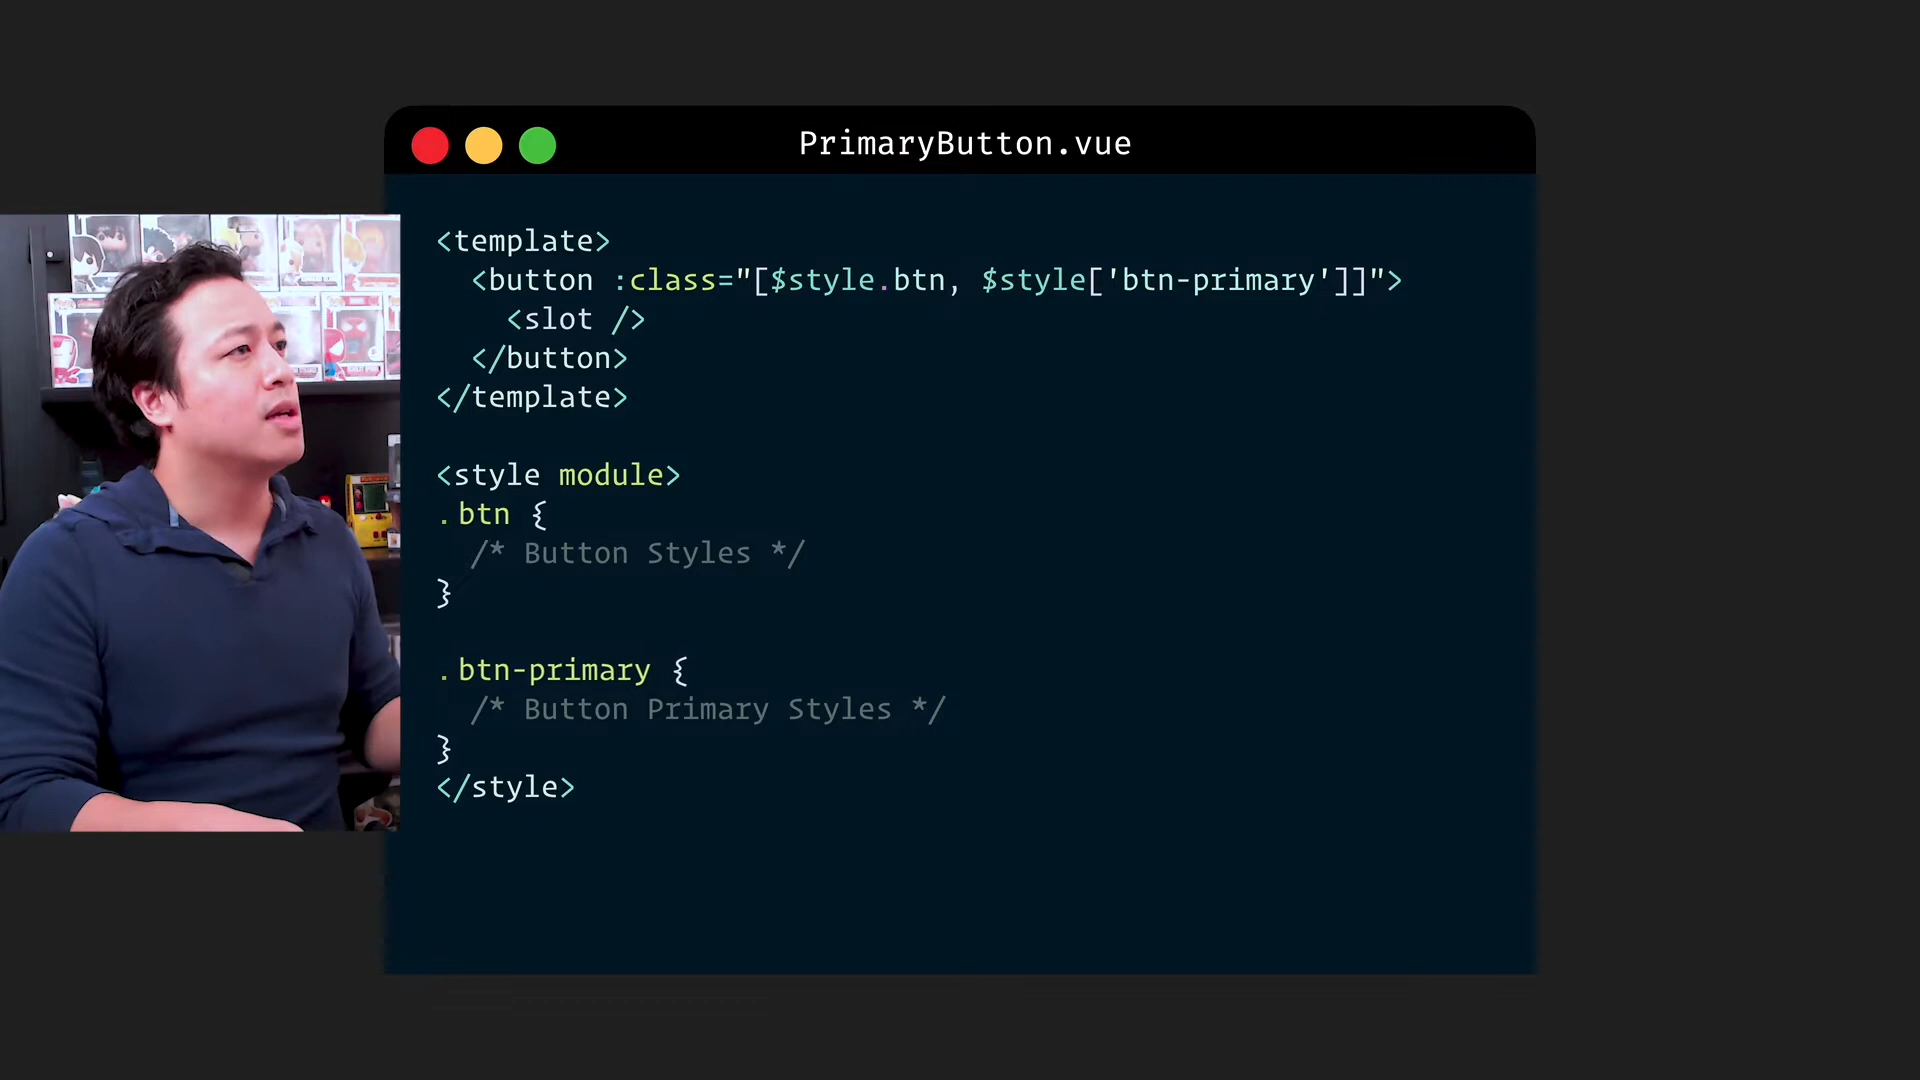 PrimaryButton.vue
<template>
  <button :class="[$style.btn, $style['btn-primary']]">
    <slot />
  </button>
</template>

<style module>
.btn {
  /* Button Styles */
}

.btn-primary {
  /* Button Primary Styles */
}
</style>